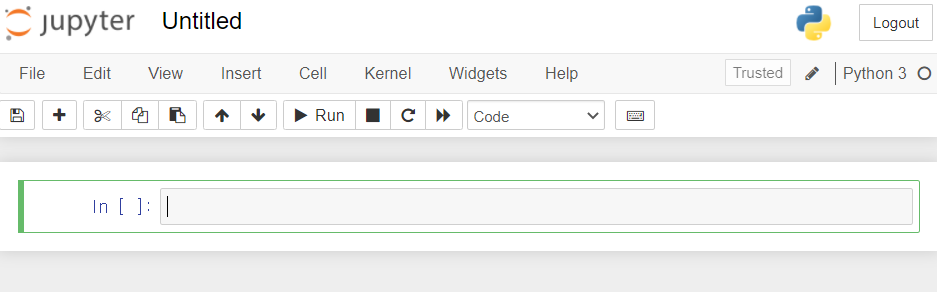 jupyter Untitled Logout
File Edit View Insert Cell Kernel Widgets Help Trusted Python 3
Run Code
In [ ]: